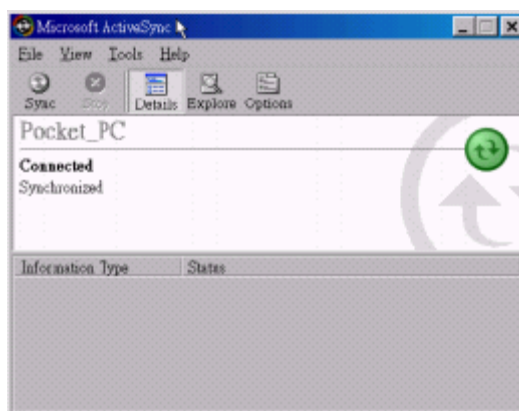 Microsoft ActiveSync
File View Tools Help
Sync Stop Details Explore Options
Pocket_PC
Connected
Synchronized
Information Type Status